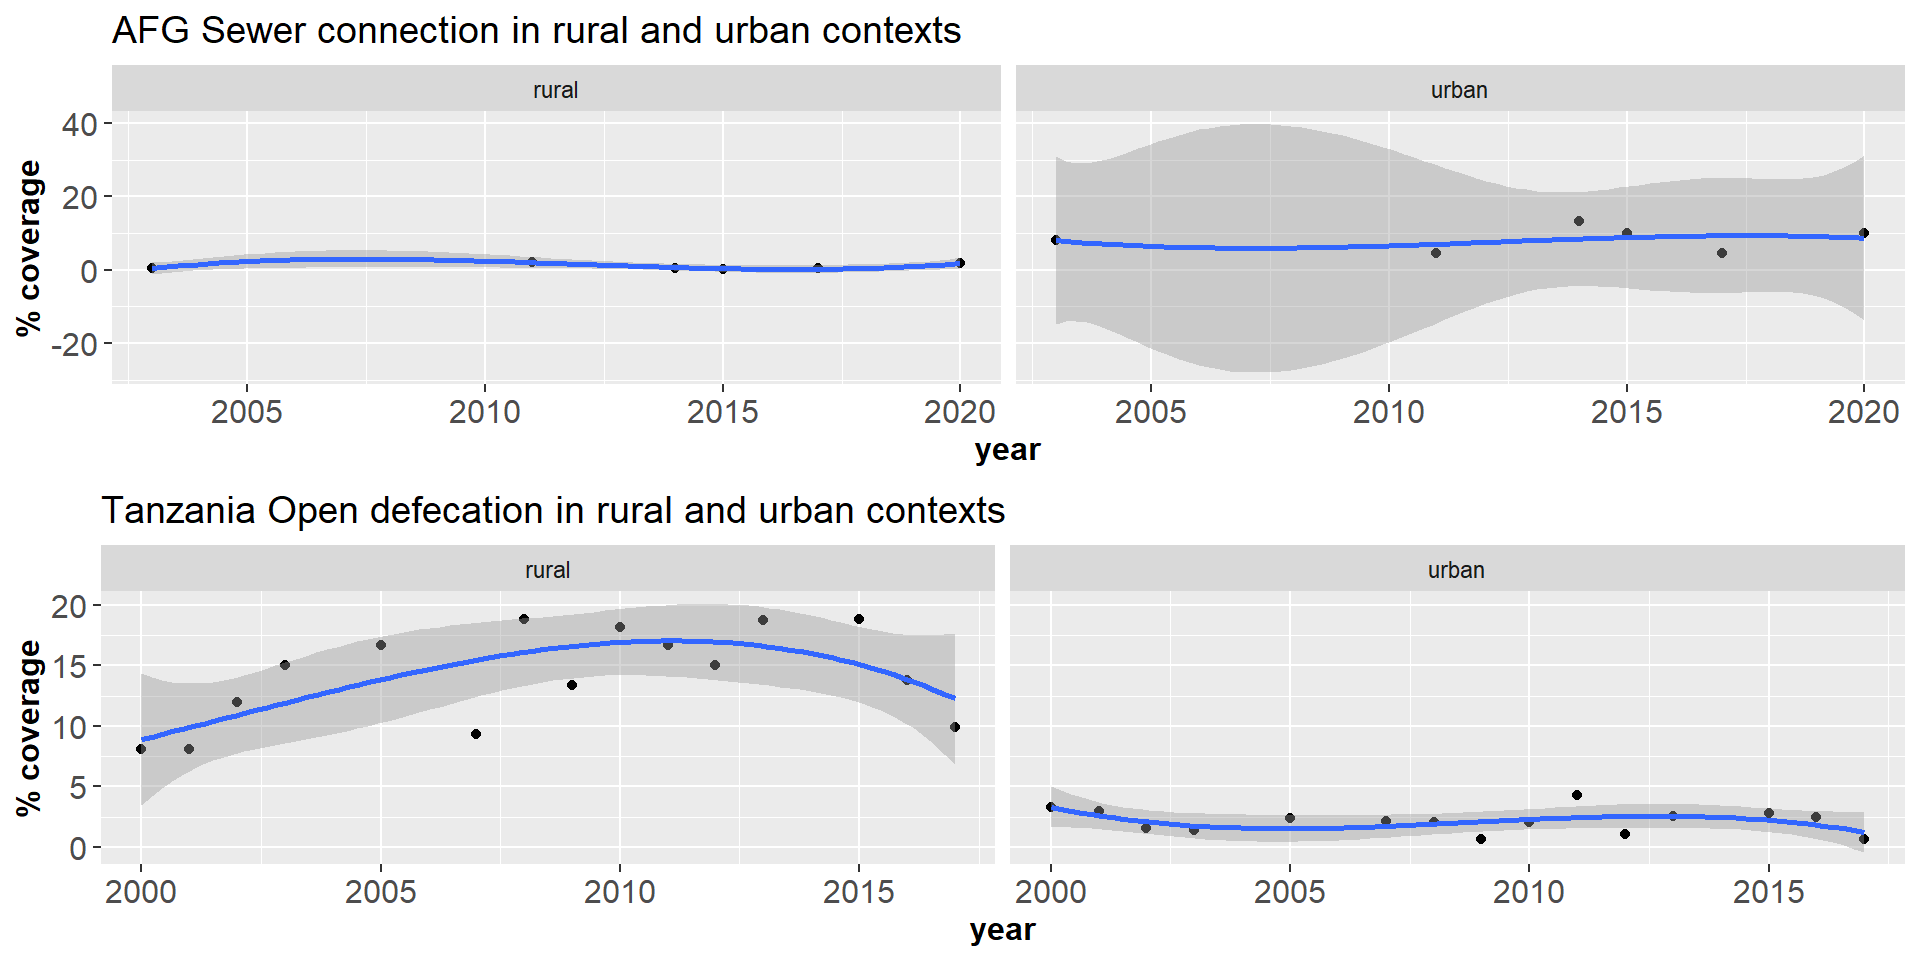 AFG Sewer connection in rural and urban contexts
rural
urban
% coverage
40
20
0
-20
2005 2010 2015 2020
2005 2010 2015 2020
year
Tanzania Open defecation in rural and urban contexts
rural
urban
% coverage
20
15
10
5
0
2000 2005 2010 2015
2000 2005 2010 2015
year